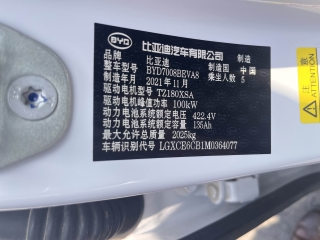 BYD 比亚迪汽车有限公司 制造
品牌 比亚迪 制造国 中国
整车型号 BYD7008BEVA8 乘坐人数 5
制造年月 2021年11月
驱动电机型号 TZ180XSA
驱动电机峰值功率 100kW
动力电池系统额定电压 422.4V
动力电池系统额定容量 135Ah
最大允许总质量 2025kg
车辆识别代号 LGXCE6CB1M0364077
注意
ATTENTION